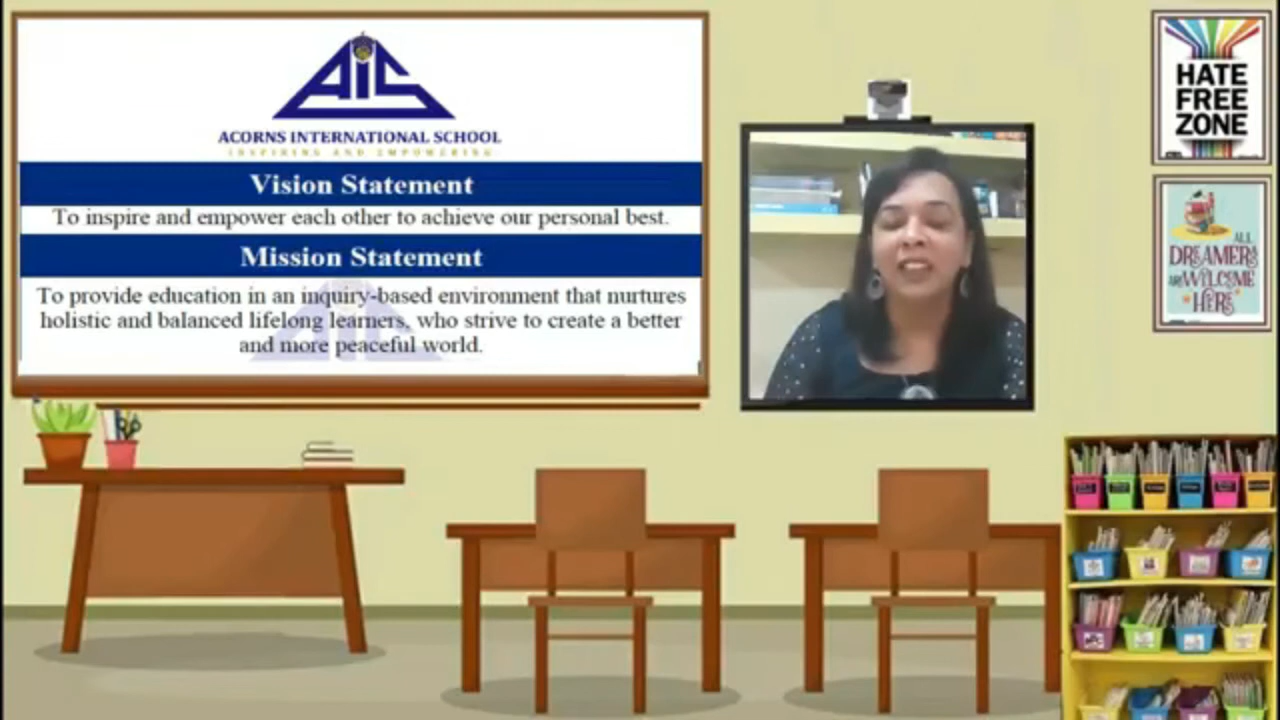 AIS
ACORNS INTERNATIONAL SCHOOL
INSPIRING AND EMPOWERING
Vision Statement
To inspire and empower each other to achieve our personal best.
Mission Statement
To provide education in an inquiry-based environment that nurtures
holistic and balanced lifelong learners, who strive to create a better
and more peaceful world.
HATE
FREE
ZONE
ALL
DREAMERS
ARE WELCOME
HERE